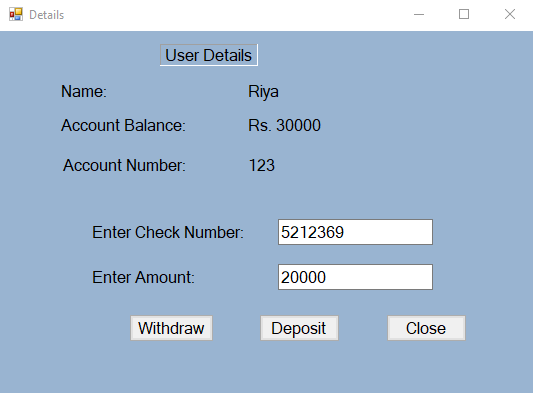 Details
User Details
Name: Riya
Account Balance: Rs. 30000
Account Number: 123
Enter Check Number: 5212369
Enter Amount: 20000
Withdraw Deposit Close